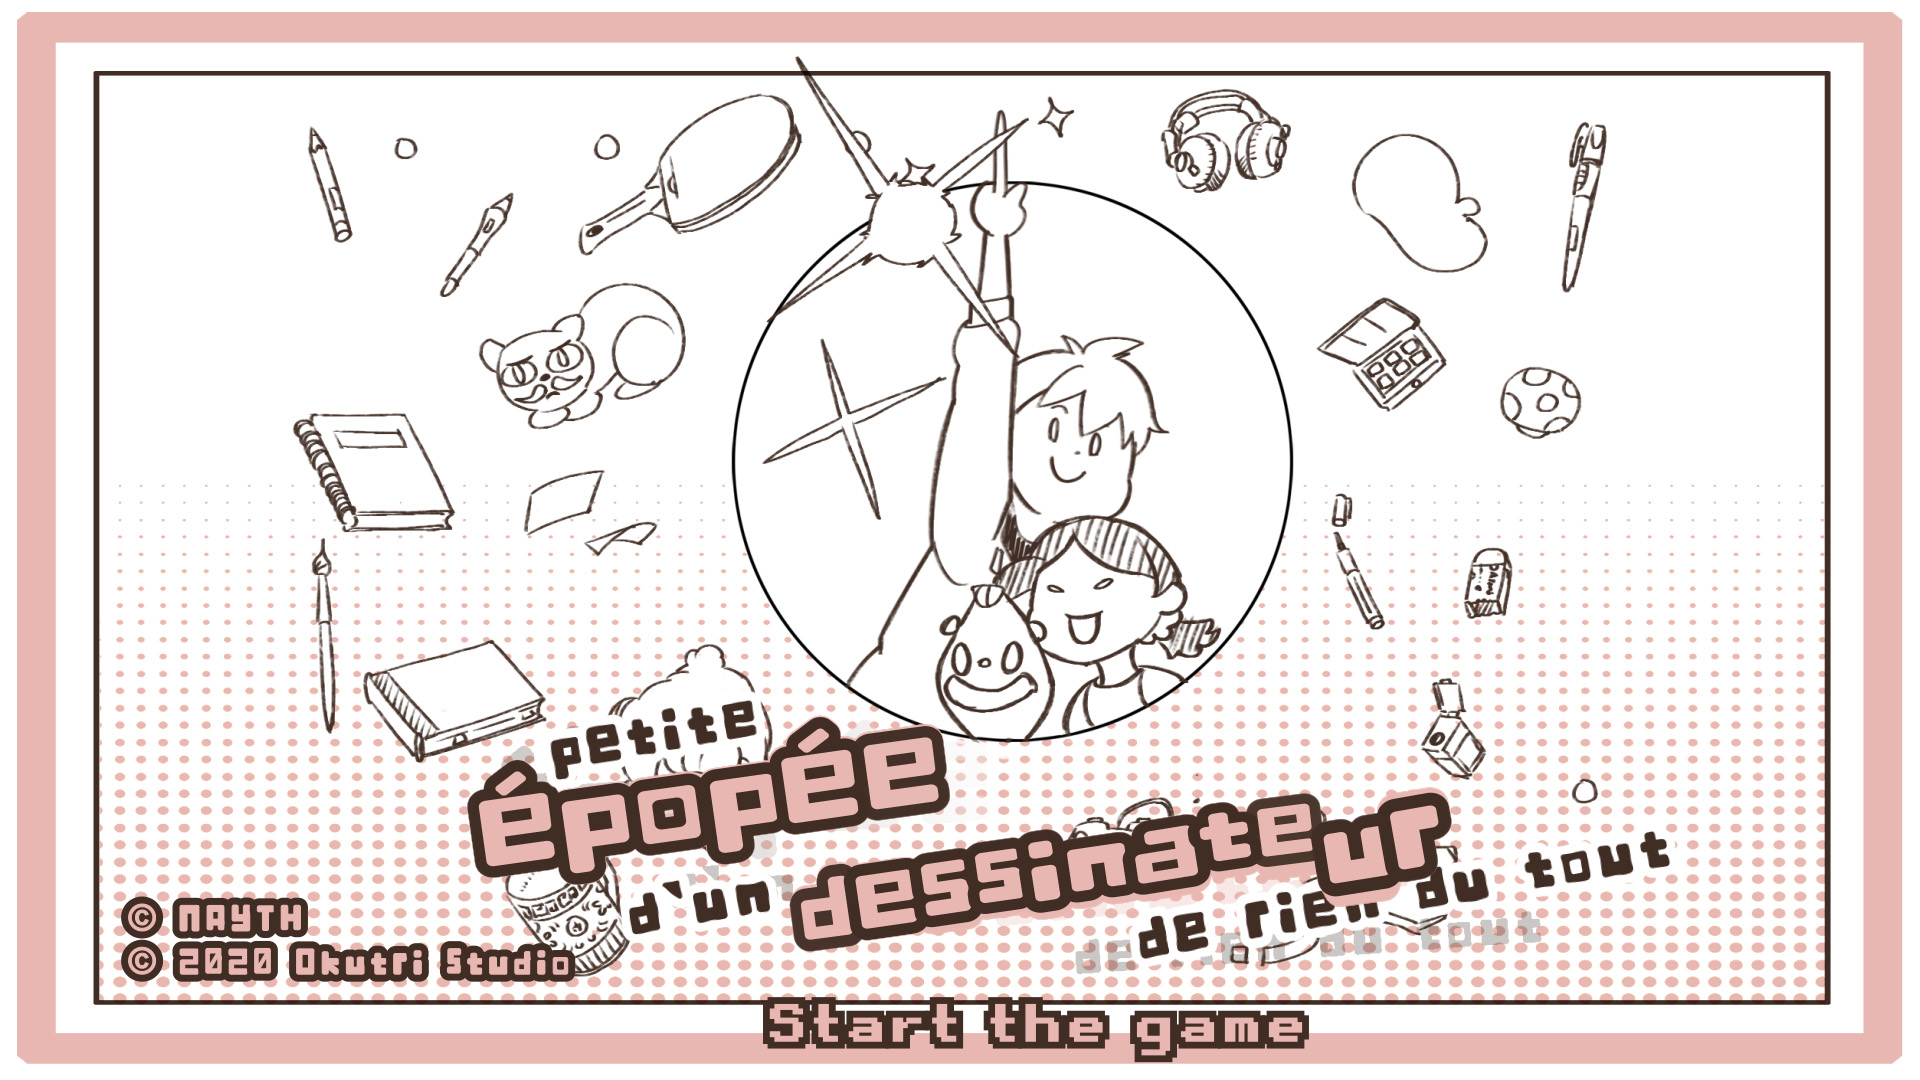 petite
épopée
d'un dessinateur
de rien du tout
© NAYTH
© 2020 Okutri Studio
Start the game